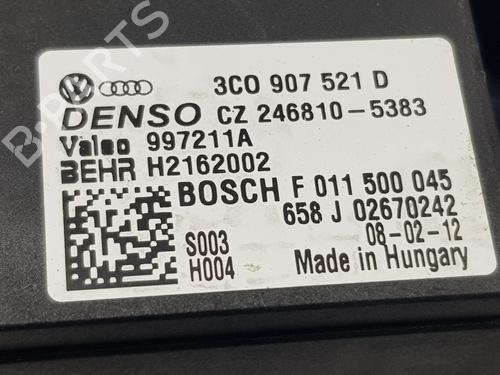 3C0 907 521 D
DENSO CZ 246810-5383
Valeo 997211A
BEHR H2162002
BOSCH F 011 500 045
658 J 02670242
S003 08-02-12
H004 Made in Hungary
B-PARTS